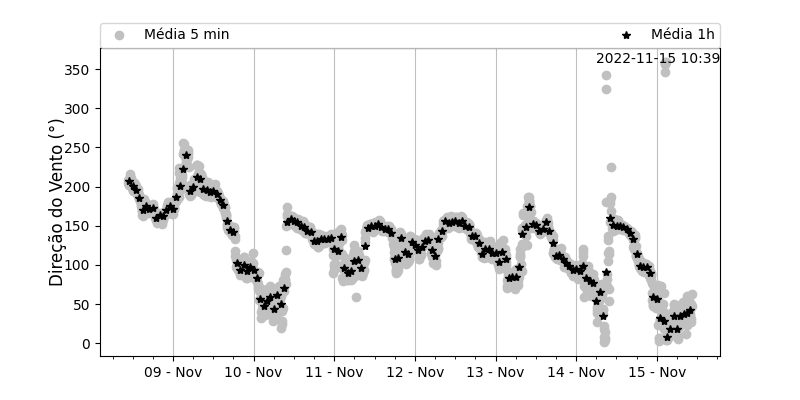 Média 5 min
Média 1h
2022-11-15 10:39
Direção do Vento (°)
350
300
250
200
150
100
50
0
09 - Nov
10 - Nov
11 - Nov
12 - Nov
13 - Nov
14 - Nov
15 - Nov